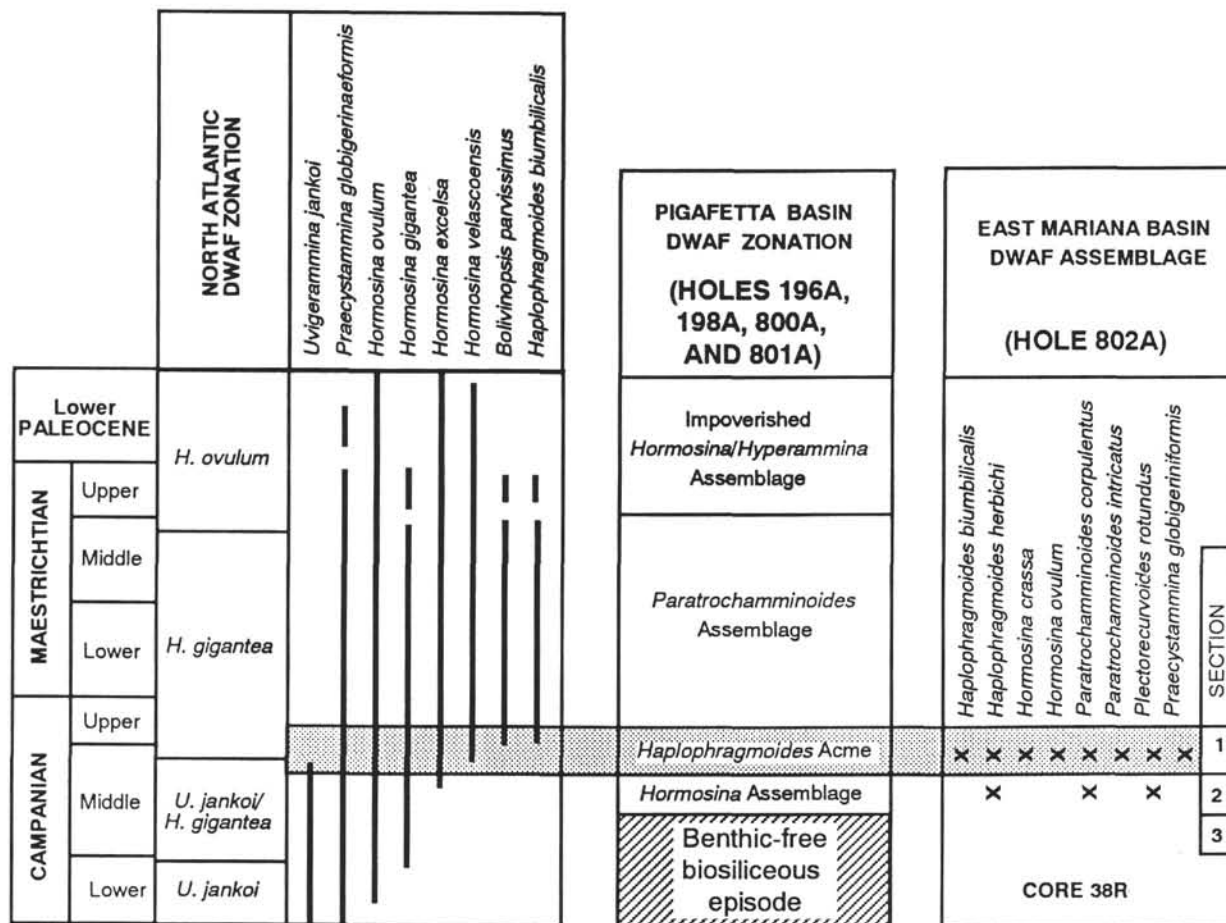 NORTH ATLANTIC
DWAF ZONATION
Uvigerammina jankoi
Praecystammina globigerinaeformis
Hormosina ovulum
Hormosina gigantea
Hormosina excelsa
Hormosina velascoensis
Bolivinopsis parvissimus
Haplophragmoides biumbilicalis
PIGAFETTA BASIN
DWAF ZONATION
(HOLES 196A,
198A, 800A,
AND 801A)
EAST MARIANA BASIN
DWAF ASSEMBLAGE
(HOLE 802A)
Lower
PALEOCENE
MAESTRICHTIAN
Upper
Middle
Lower
CAMPANIAN
Upper
Middle
Lower
H. ovulum
H. gigantea
U. jankoi/
H. gigantea
U. jankoi
Impoverished
Hormosina/Hyperammina
Assemblage
Paratrochamminoides
Assemblage
Haplophragmoides Acme
Hormosina Assemblage
Benthic-free
biosiliceous
episode
Haplophragmoides biumbilicalis
Haplophragmoides herbichi
Hormosina crassa
Hormosina ovulum
Paratrochamminoides corpulentus
Paratrochamminoides intricatus
Plectorecurvoides rotundus
Praecystammina globigeriniformis
SECTION
x x x x x x x x
1
x x x
2
3
CORE 38R